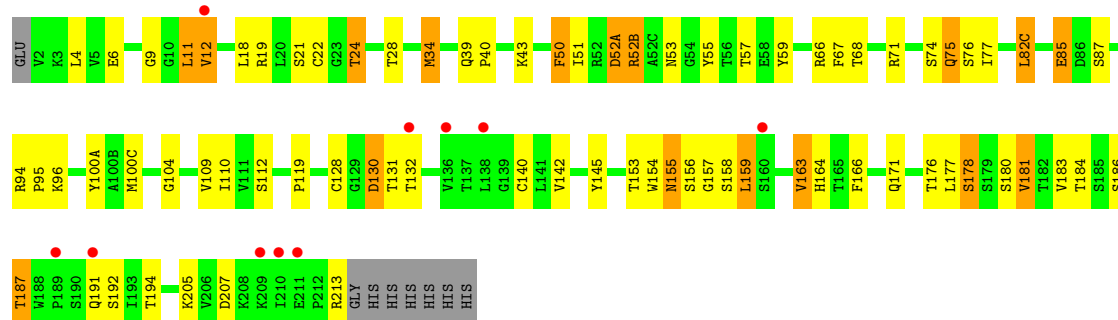 GLU V2 K3 L4 V5 E6 G9 G10 L11 V12 L18 R19 L20 S21 C22 G23 T24 T28 M34 Q39 P40 K43 F50 I51 R52 D52A R52B A52C N53 G54 Y55 T56 T57 E58 Y59 R66 F67 T68 R71 S74 Q75 S76 I77 L82C E85 D86 S87
R94 P95 K96 Y100A A100B M100C G104 V109 I110 V111 S112 P119 C128 G129 D130 T131 T132 V136 T137 L138 G139 C140 L141 V142 Y145 T153 W154 N155 S156 G157 S158 L159 S160 V163 H164 T165 F166 Q171 T176 L177 S178 S179 S180 V181 T182 V183 T184 S185 S186
T187 W188 P189 S190 Q191 S192 I193 T194 K205 V206 D207 K208 K209 I210 E211 P212 R213 GLY HIS HIS HIS HIS HIS HIS